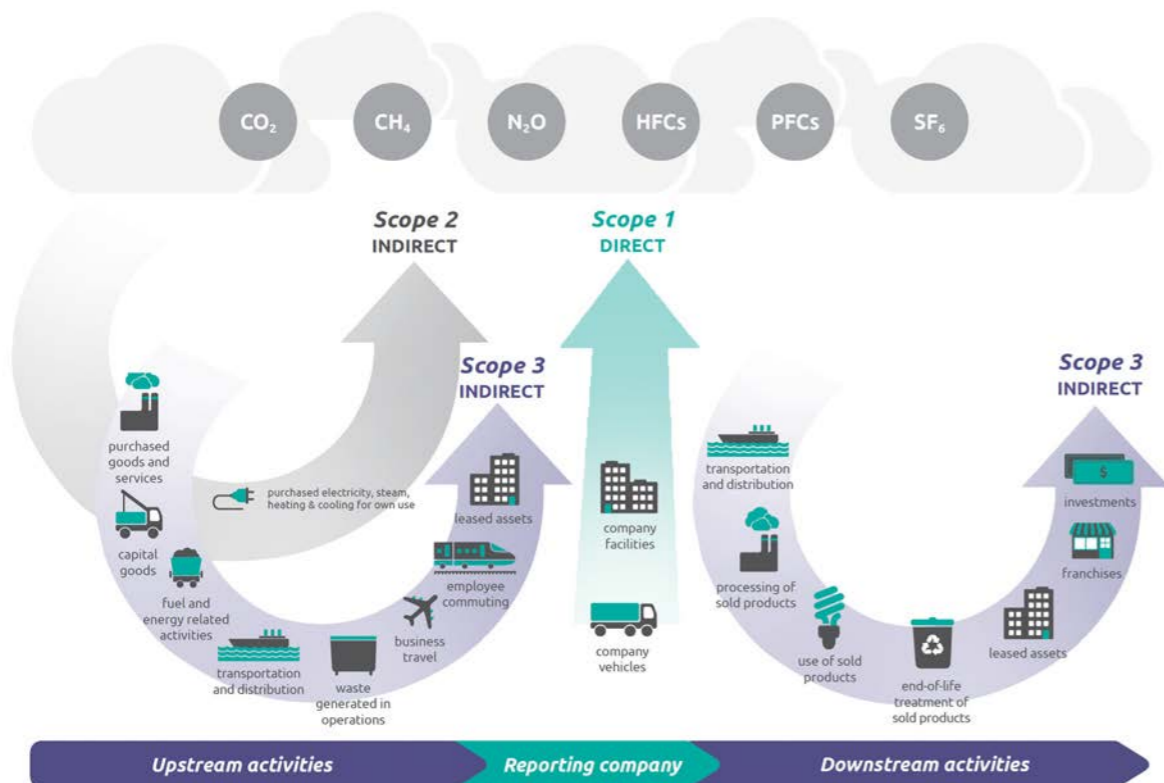 CO₂
CH₄
N₂O
HFCs
PFCs
SF₆
Scope 2
INDIRECT
Scope 1
DIRECT
Scope 3
INDIRECT
Scope 3
INDIRECT
purchased
goods and
services
capital
goods
fuel and
energy related
activities
transportation
and distribution
waste
generated in
operations
business
travel
employee
commuting
leased assets
purchased electricity, steam,
heating & cooling for own use
company
facilities
company
vehicles
transportation
and distribution
processing of
sold products
use of sold
products
end-of-life
treatment of
sold products
leased assets
franchises
$
investments
Upstream activities
Reporting company
Downstream activities